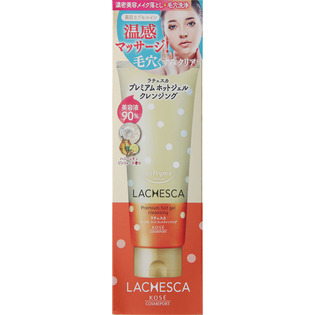 濃密美容メイク落とし・毛穴洗浄
温感
マッサージ
毛穴
クリア
ラチェスカ
プレミアムホットジェル
クレンジング
美容液
90%
LACHESCA
Premium hot gel
cleansing
ラチェスカ
KOSÉ
COSMEPORT
LACHESCA
KOSÉ
COSMEPORT